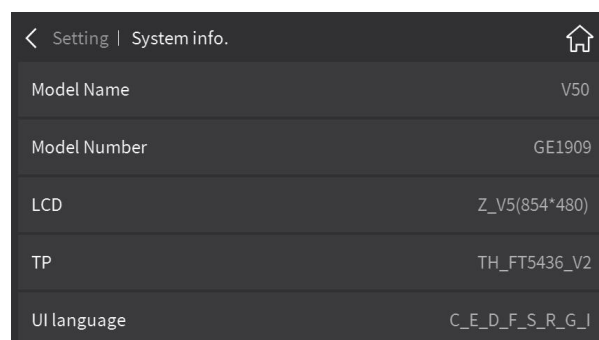 Setting | System info.
Model Name V50
Model Number GE1909
LCD Z_V5(854*480)
TP TH_FT5436_V2
UI language C_E_D_F_S_R_G_I